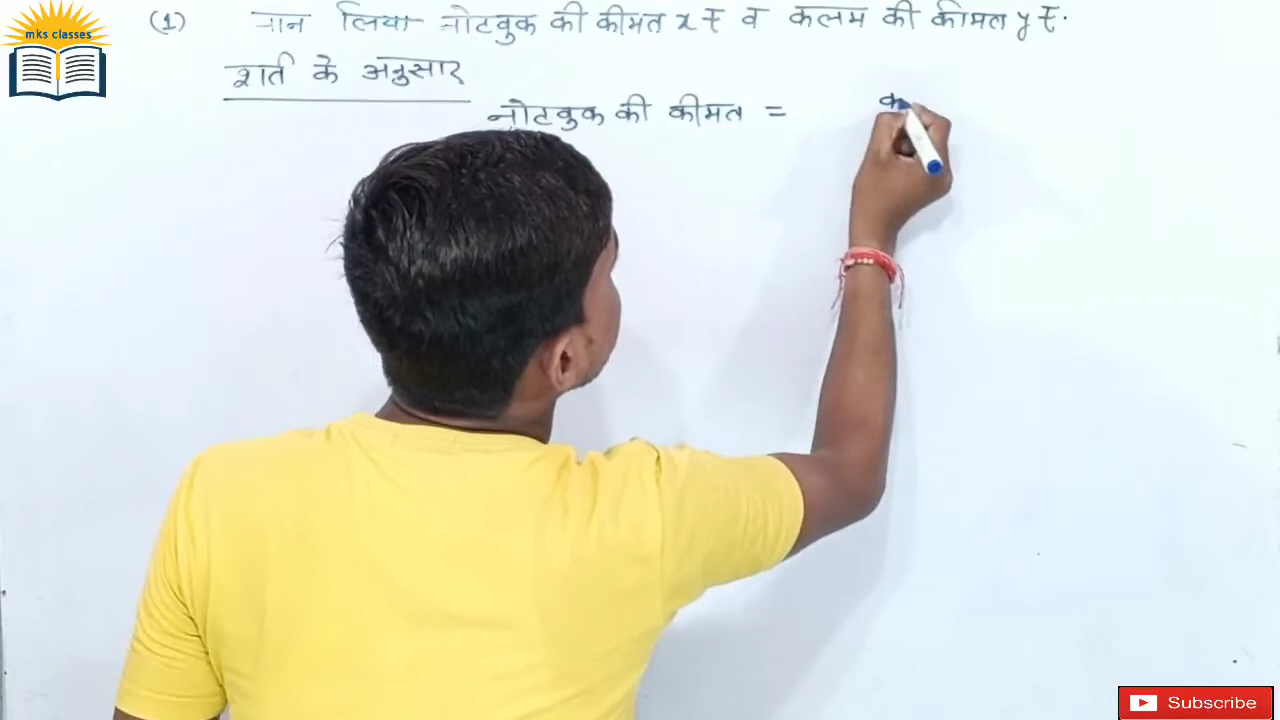 mks classes
(1) मान लिया नोटबुक की कीमत x ₹ व कलम की कीमत y ₹.
शर्त के अनुसार
नोटबुक की कीमत = क
Subscribe